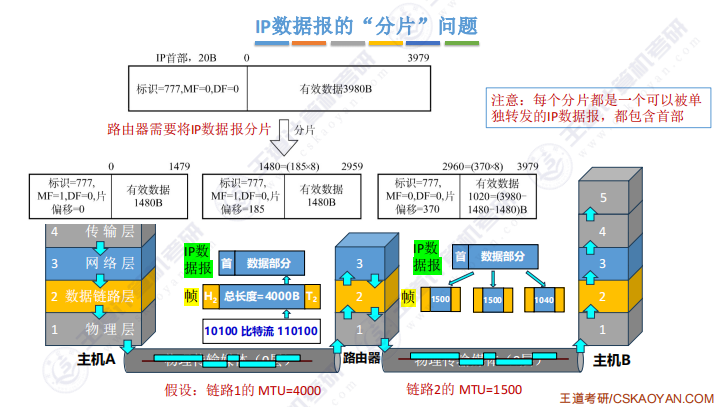 IP数据报的“分片”问题
IP首部，20B
0
3979
标识=777,MF=0,DF=0
有效数据3980B
注意：每个分片都是一个可以被单
独转发的IP数据报，都包含首部
路由器需要将IP数据报分片
分片
0
1479
标识=777,
MF=1,DF=0,片
偏移=0
有效数据
1480B
1480=(185×8)
2959
标识=777,
MF=1,DF=0,片
偏移=185
有效数据
1480B
2960=(370×8)
3979
标识=777,
MF=0,DF=0,片
偏移=370
有效数据
1020=(3980-
1480-1480)B
4 传输层
3 网络层
2 数据链路层
1 物理层
主机A
IP数
据报
首
数据部分
帧
H2
总长度=4000B
T2
10100 比特流 110100
3
2
1
路由器
IP数
据报
首
数据部分
帧
1500
1500
1040
5
4
3
2
1
主机B
物理传输媒体（0层）
物理传输媒体（0层）
假设：链路1的 MTU=4000
链路2的 MTU=1500
王道考研/CSKAOYAN.COM